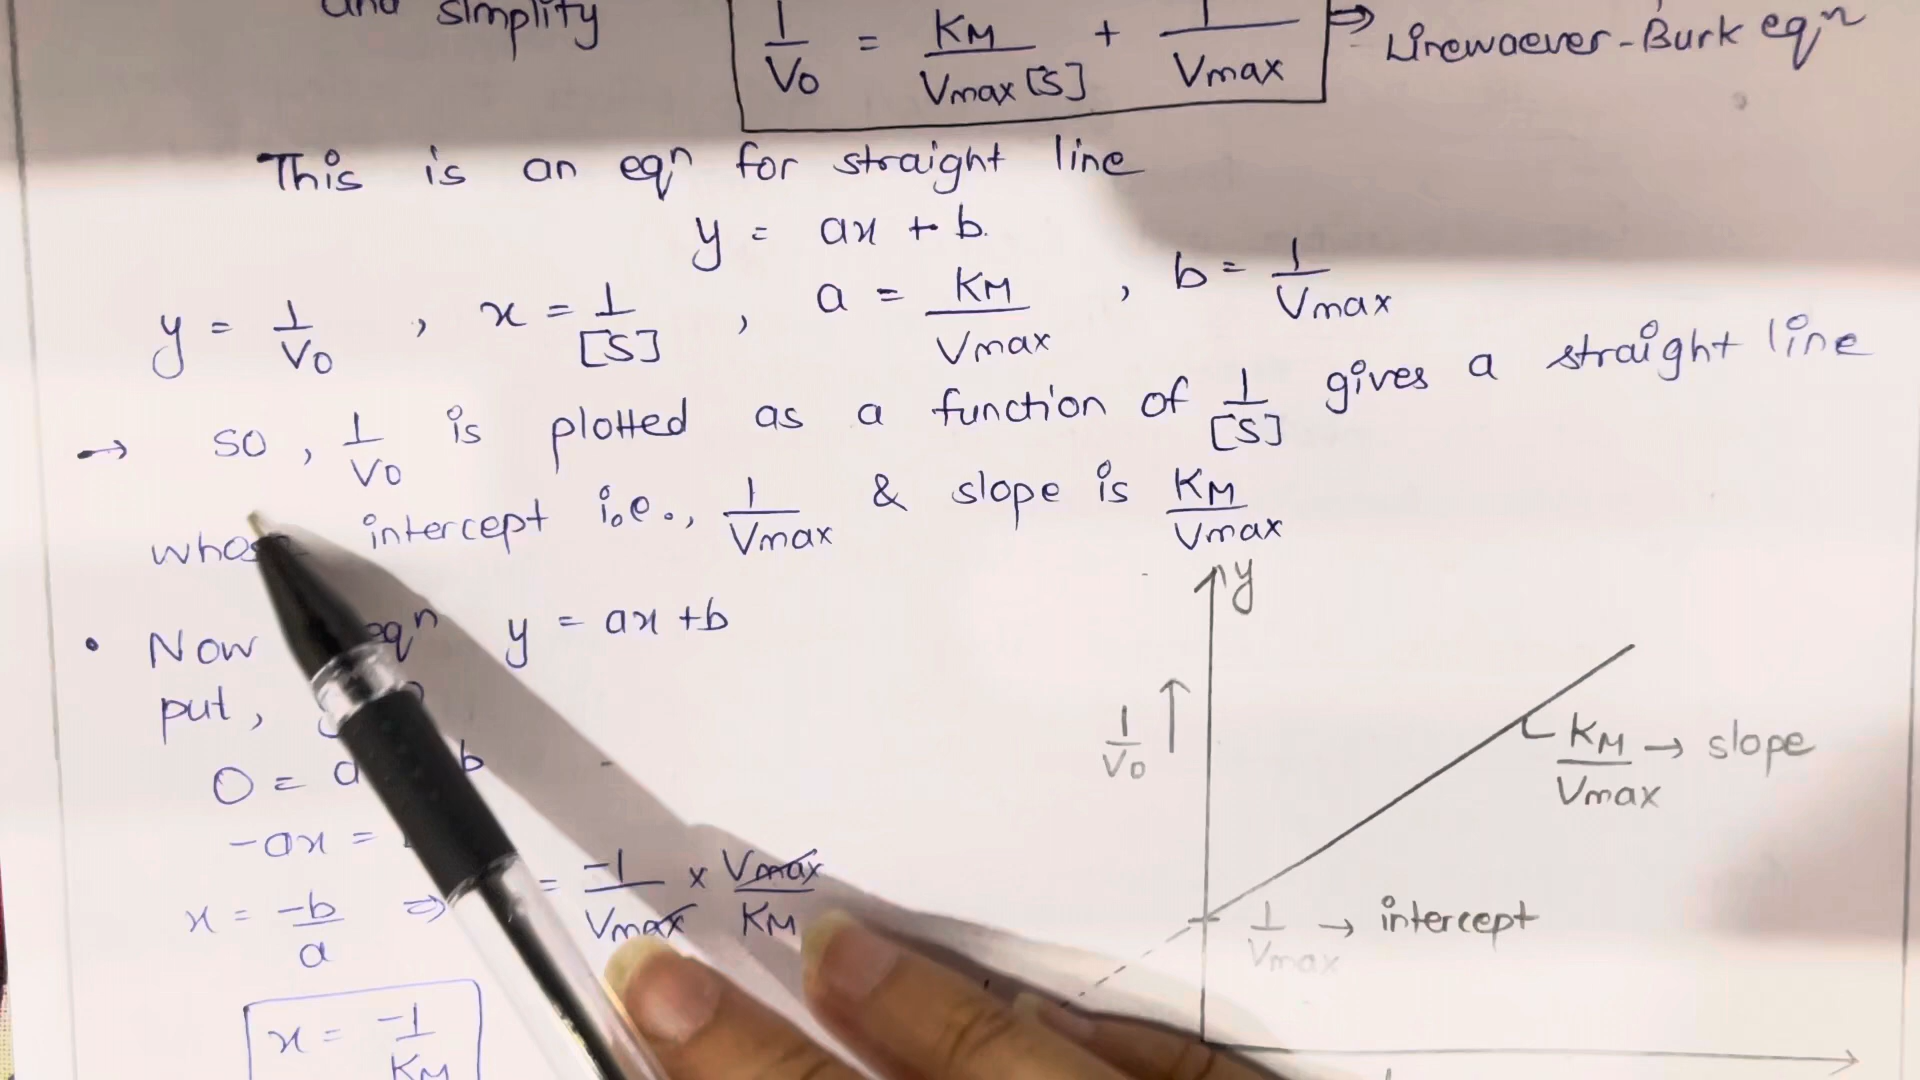 and simplify
1/V0 = KM/Vmax [S] + 1/Vmax ⇒ Linewaever-Burk eqn
This is an eqn for straight line
y = ax + b.
y = 1/V0 , x = 1/[S] , a = KM/Vmax , b = 1/Vmax
→ so , 1/V0 is plotted as a function of 1/[S] gives a straight line
intercept i.e., 1/Vmax & slope is KM/Vmax
• Now eqn y = ax + b
put,
0 = b
-ax =
x = -b/a ⇒ = -1/Vmax x Vmax/KM
x = -1/KM
y
1/V0 ↑
KM/Vmax → slope
1/Vmax → intercept